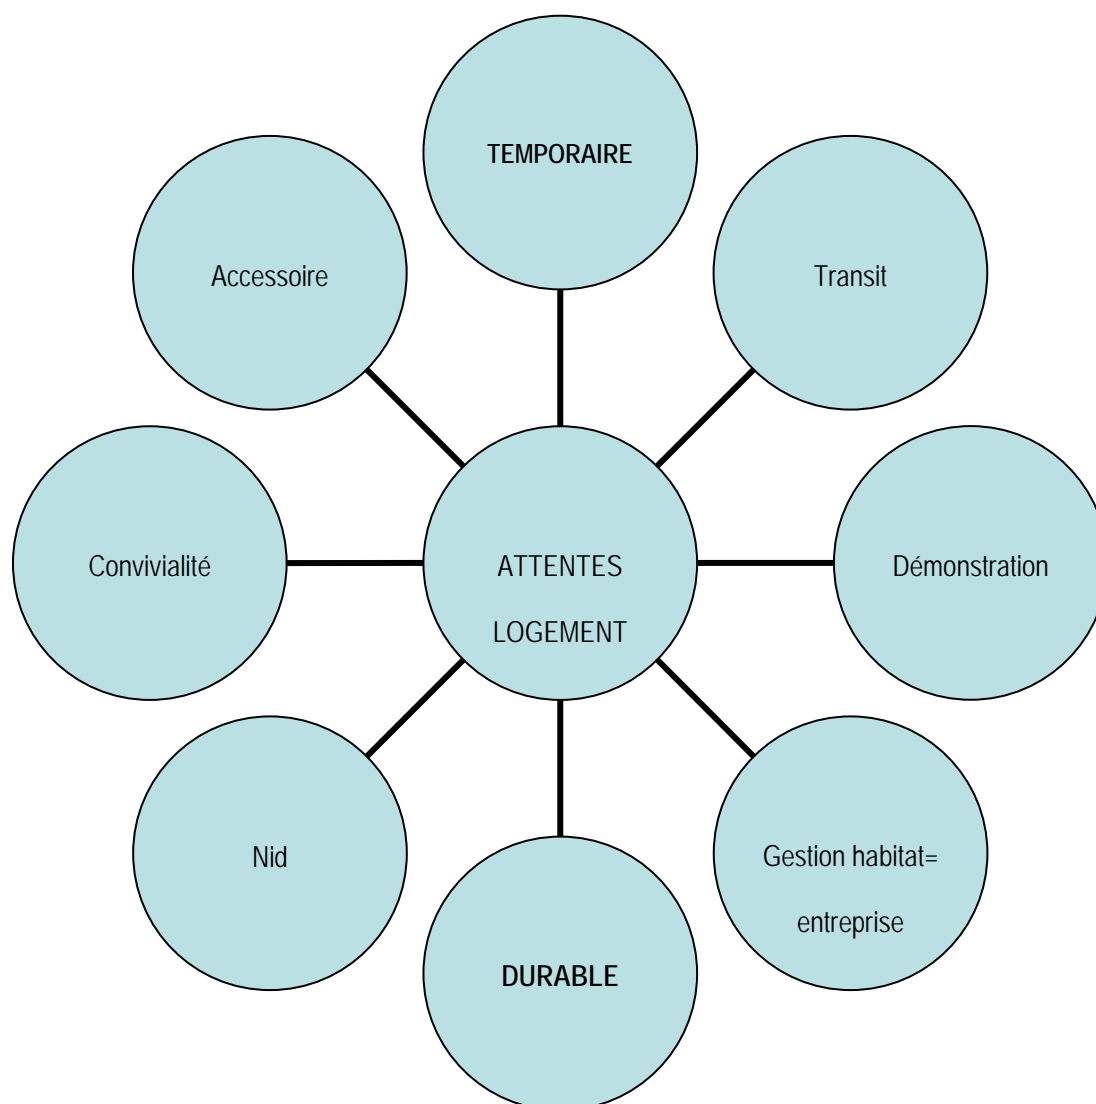 TEMPORAIRE
Accessoire
Transit
Convivialité
ATTENTES
LOGEMENT
Démonstration
Nid
Gestion habitat=
entreprise
DURABLE